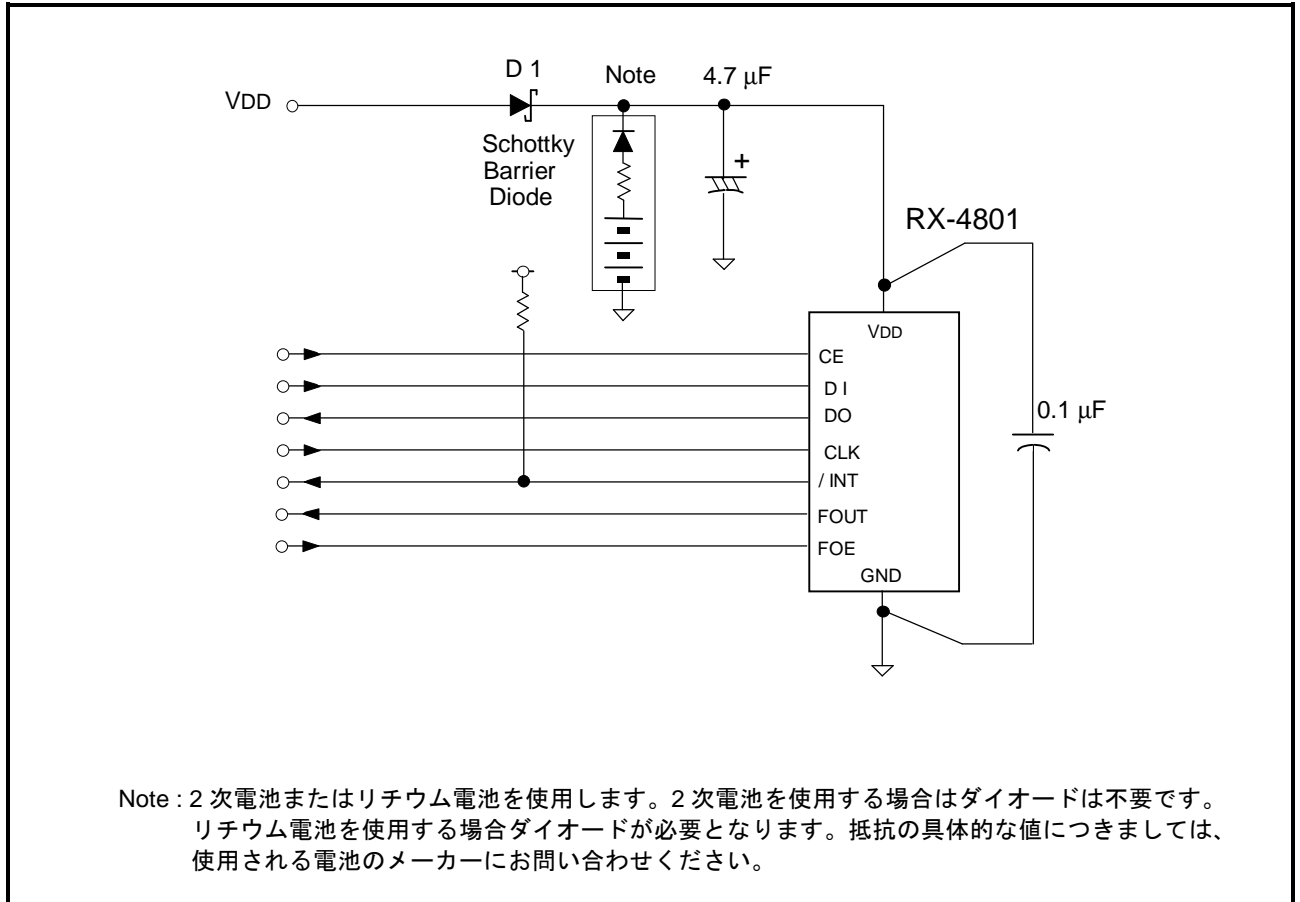 D 1
Note
4.7 μF
VDD
Schottky
Barrier
Diode
+
RX-4801
VDD
CE
D I
DO
CLK
/ INT
FOUT
FOE
GND
0.1 μF
Note : 2 次電池またはリチウム電池を使用します。2 次電池を使用する場合はダイオードは不要です。
リチウム電池を使用する場合ダイオードが必要となります。抵抗の具体的な値につきましては、
使用される電池のメーカーにお問い合わせください。